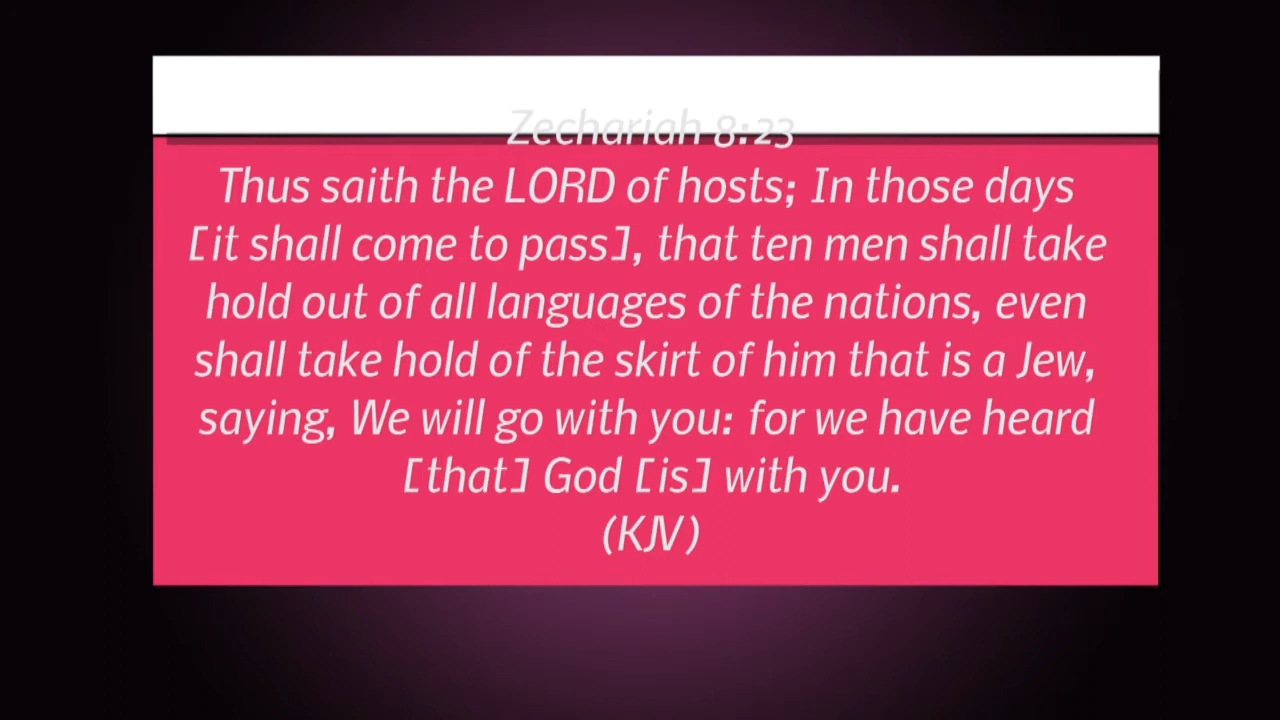 Zechariah 8:23
Thus saith the LORD of hosts; In those days
[it shall come to pass], that ten men shall take
hold out of all languages of the nations, even
shall take hold of the skirt of him that is a Jew,
saying, We will go with you: for we have heard
[that] God [is] with you.
(KJV)